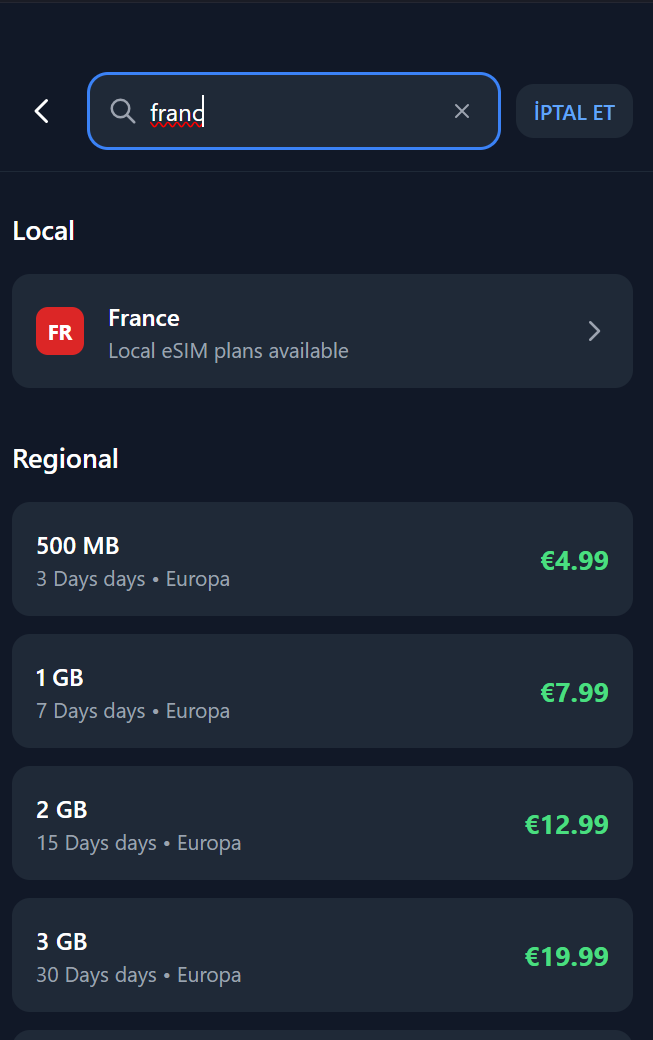 franc
İPTAL ET
Local
FR
France
Local eSIM plans available
Regional
500 MB
3 Days days • Europa
€4.99
1 GB
7 Days days • Europa
€7.99
2 GB
15 Days days • Europa
€12.99
3 GB
30 Days days • Europa
€19.99